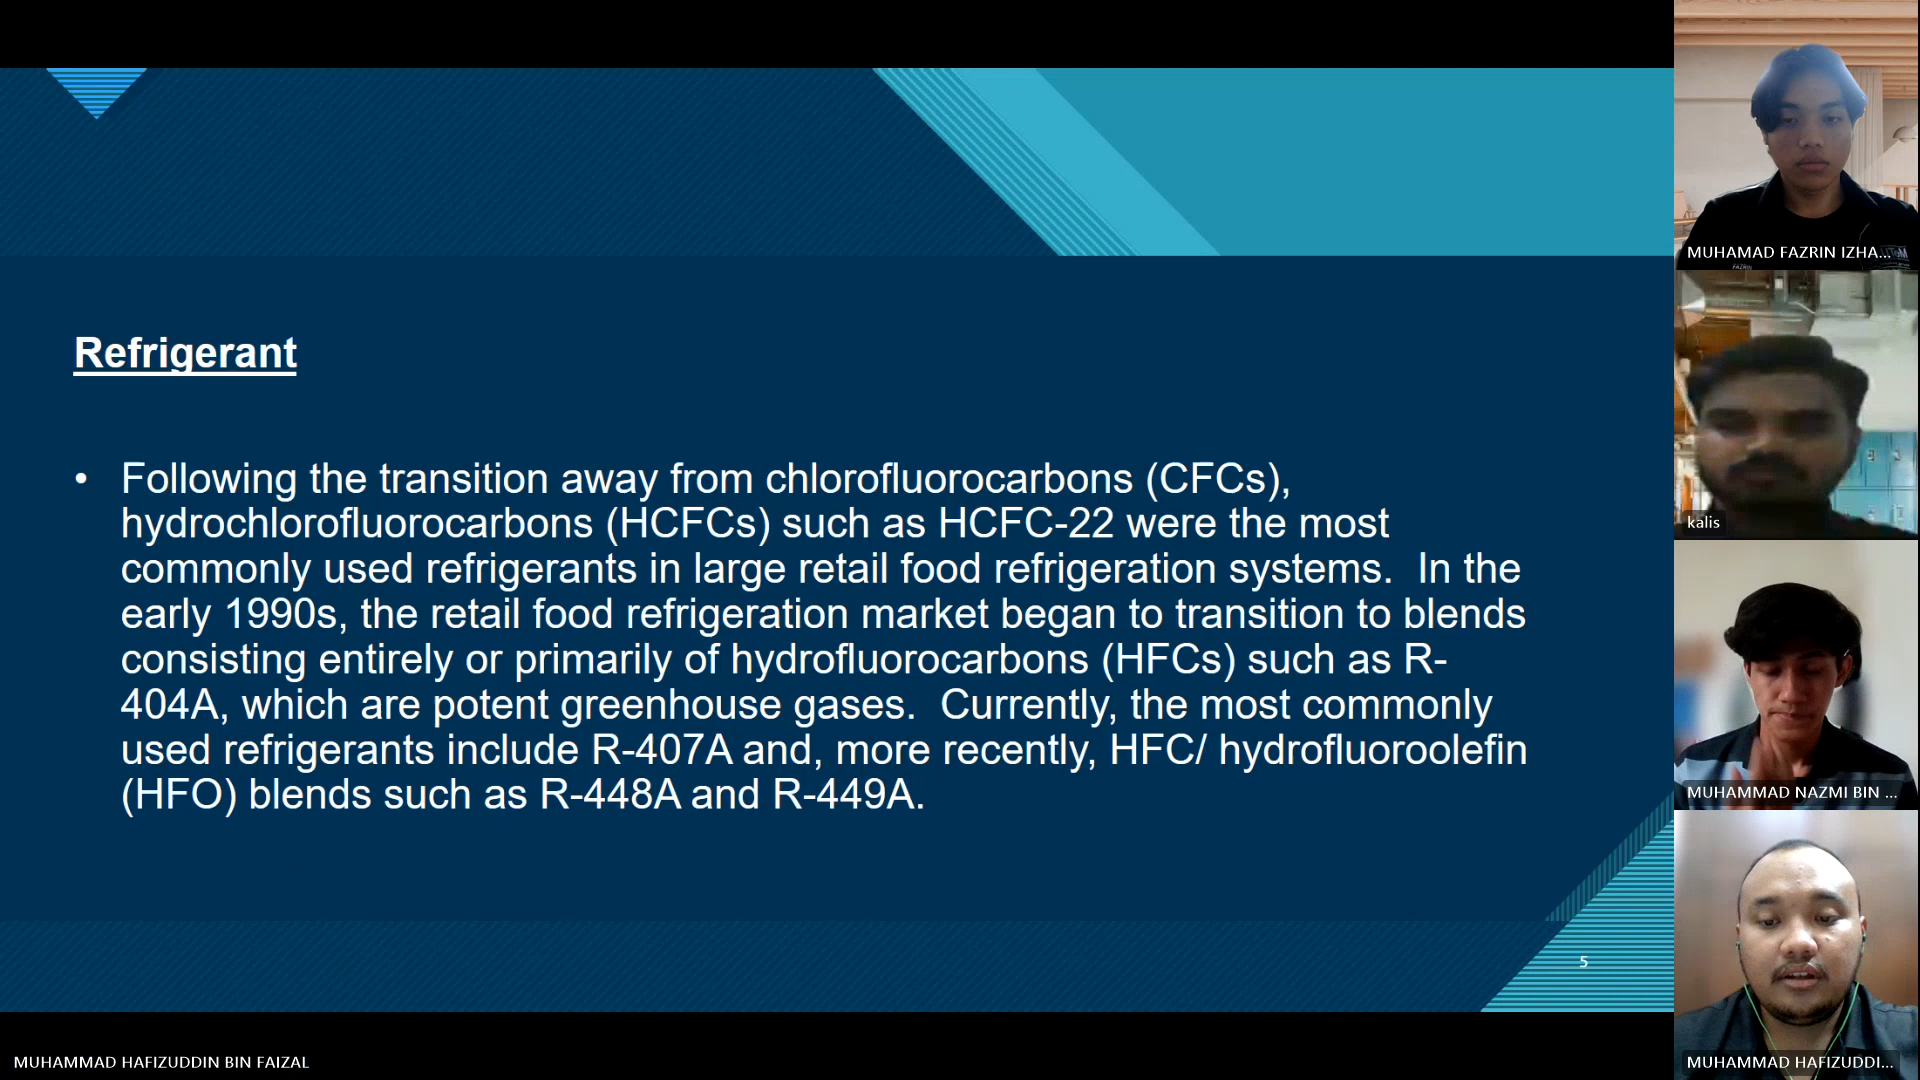 Refrigerant
• Following the transition away from chlorofluorocarbons (CFCs),
hydrochlorofluorocarbons (HCFCs) such as HCFC-22 were the most
commonly used refrigerants in large retail food refrigeration systems.  In the
early 1990s, the retail food refrigeration market began to transition to blends
consisting entirely or primarily of hydrofluorocarbons (HFCs) such as R-
404A, which are potent greenhouse gases.  Currently, the most commonly
used refrigerants include R-407A and, more recently, HFC/ hydrofluoroolefin
(HFO) blends such as R-448A and R-449A.
5
MUHAMMAD HAFIZUDDIN BIN FAIZAL
MUHAMAD FAZRIN IZHA...
FAZRIN
kalis
MUHAMMAD NAZMI BIN ...
MUHAMMAD HAFIZUDDI...